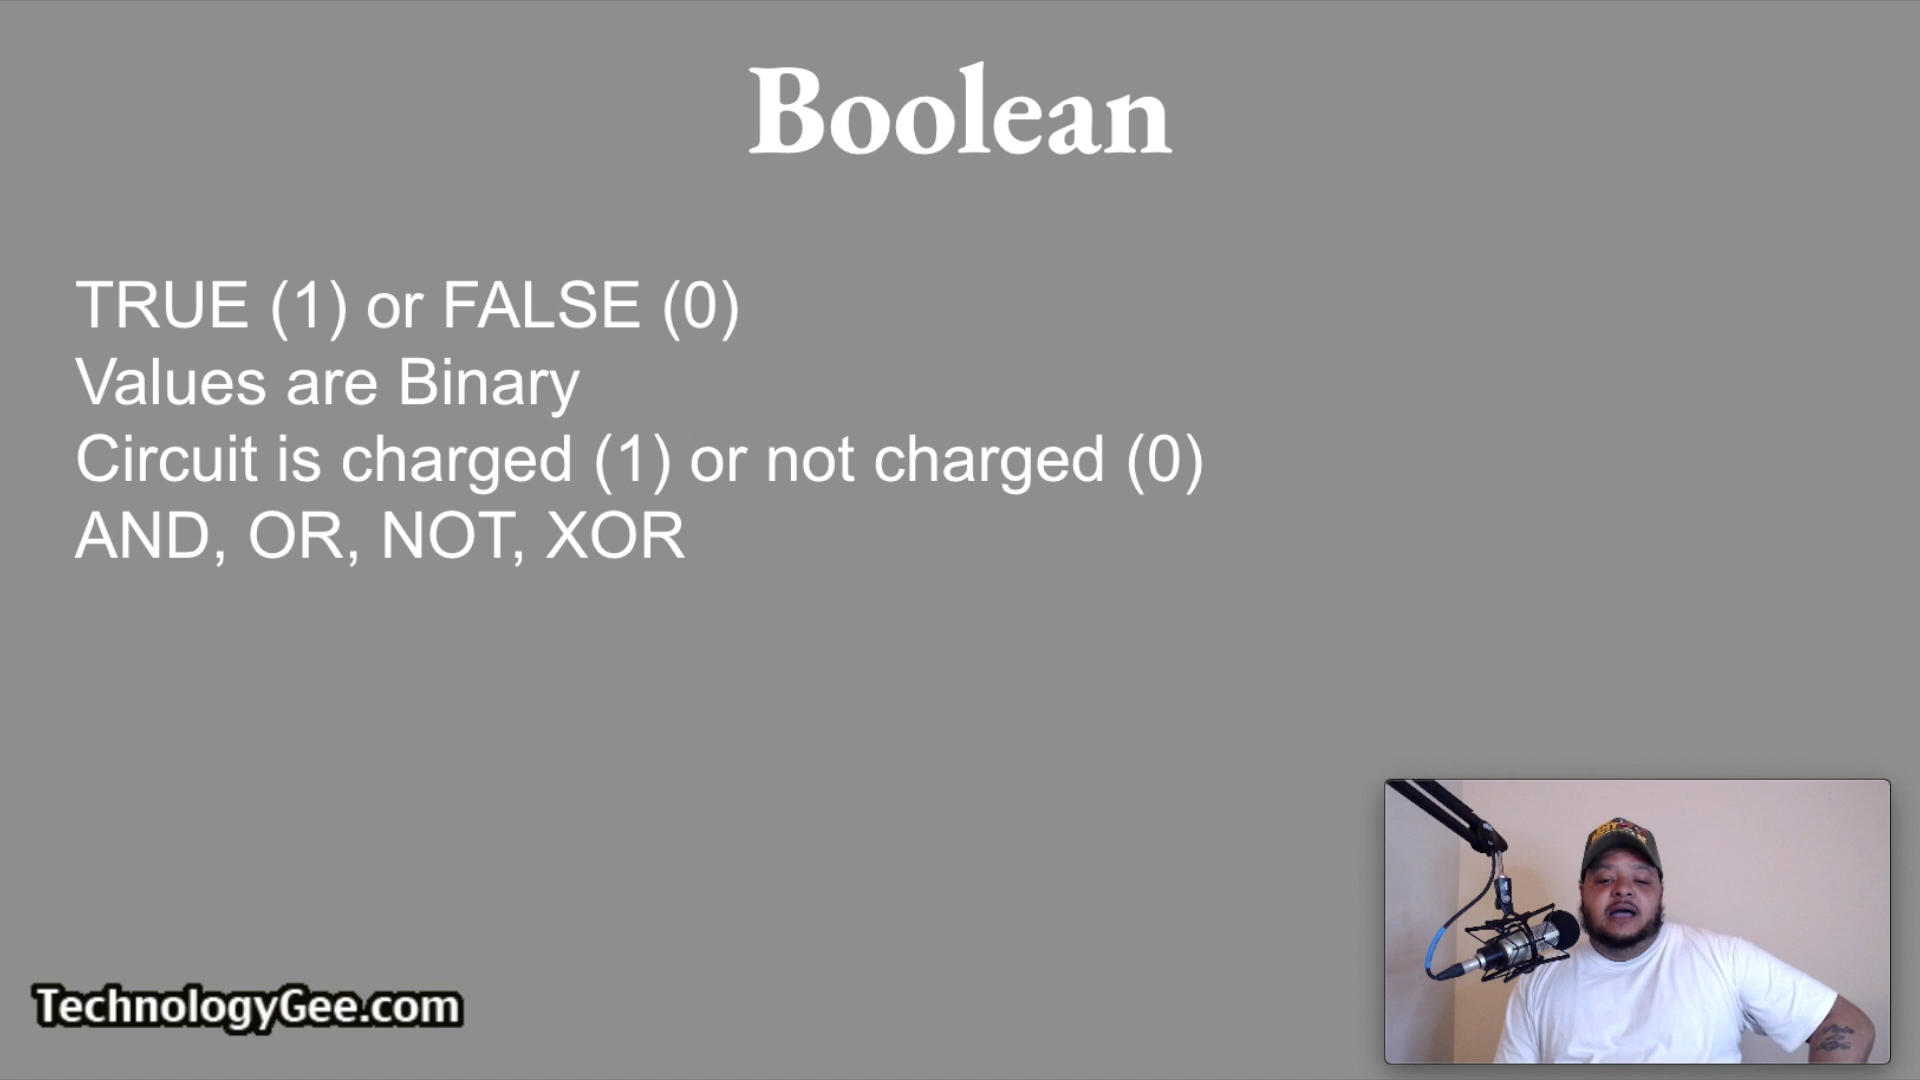 Boolean
TRUE (1) or FALSE (0)
Values are Binary
Circuit is charged (1) or not charged (0)
AND, OR, NOT, XOR
TechnologyGee.com